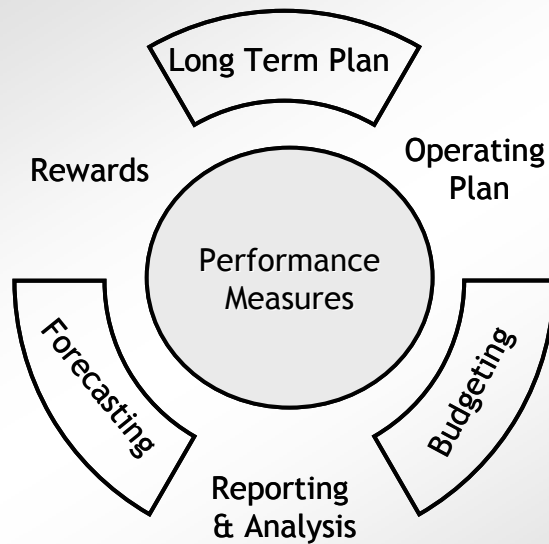 Long Term Plan
Rewards
Operating
Plan
Performance
Measures
Forecasting
Budgeting
Reporting
& Analysis